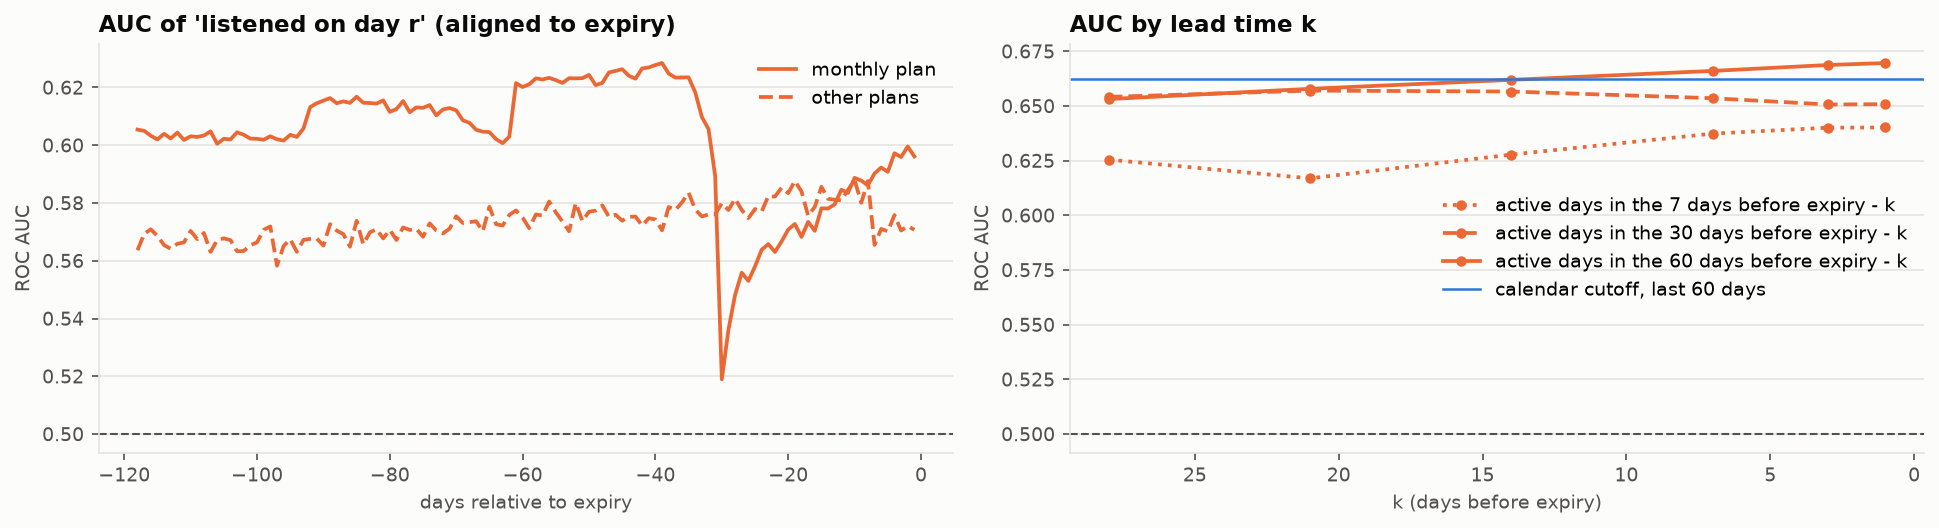 AUC of 'listened on day r' (aligned to expiry)
monthly plan
other plans
ROC AUC
0.62
0.60
0.58
0.56
0.54
0.52
0.50
−120
−100
−80
−60
−40
−20
0
days relative to expiry
AUC by lead time k
ROC AUC
0.675
0.650
0.625
0.600
0.575
0.550
0.525
0.500
active days in the 7 days before expiry - k
active days in the 30 days before expiry - k
active days in the 60 days before expiry - k
calendar cutoff, last 60 days
25
20
15
10
5
0
k (days before expiry)